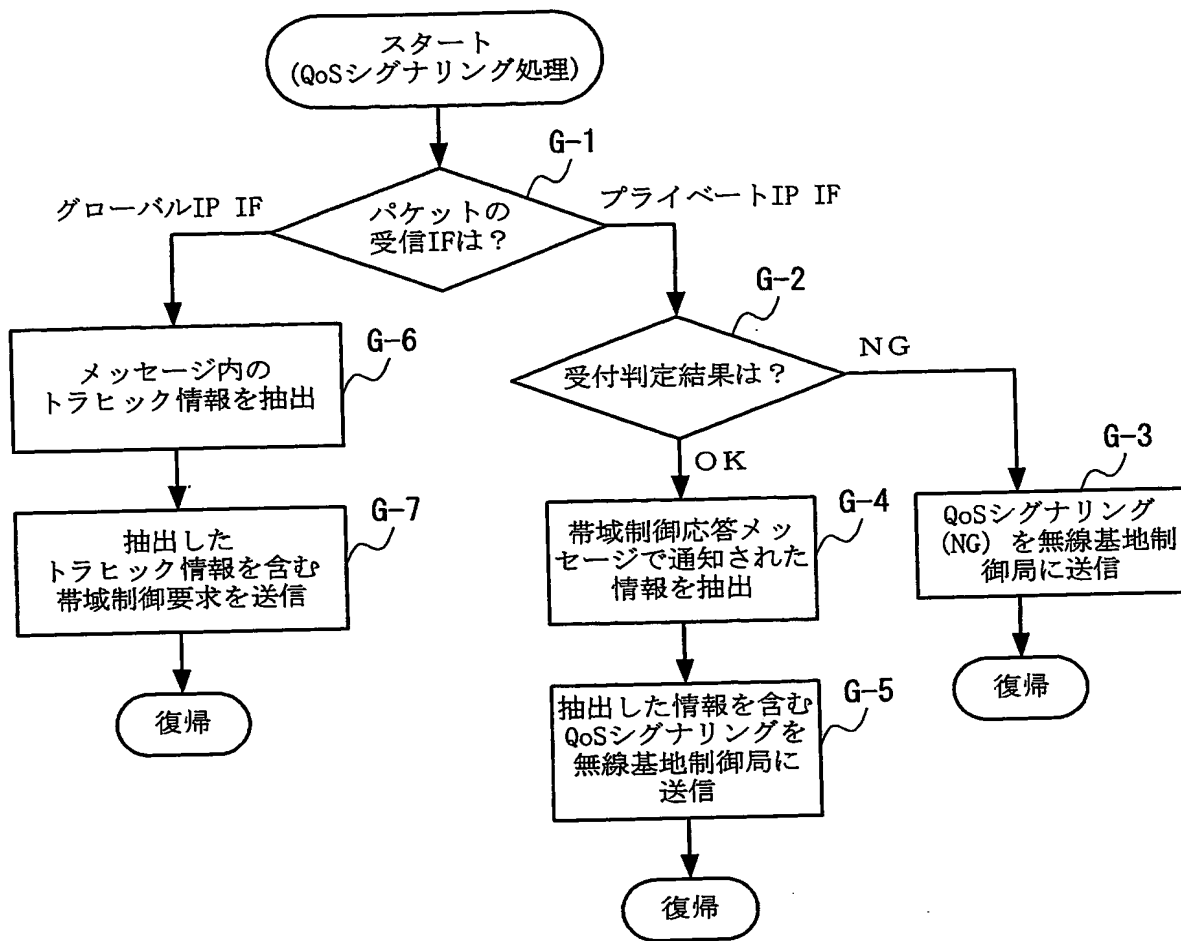 スタート
(QoSシグナリング処理)
G-1
グローバルIP IF
プライベートIP IF
パケットの
受信IFは？
G-2
G-6
メッセージ内の
トラヒック情報を抽出
受付判定結果は？
NG
OK
G-3
G-7
抽出した
トラヒック情報を含む
帯域制御要求を送信
G-4
帯域制御応答メッ
セージで通知された
情報を抽出
QoSシグナリング
(NG) を無線基地制
御局に送信
復帰
復帰
G-5
抽出した情報を含む
QoSシグナリングを
無線基地制御局に
送信
復帰